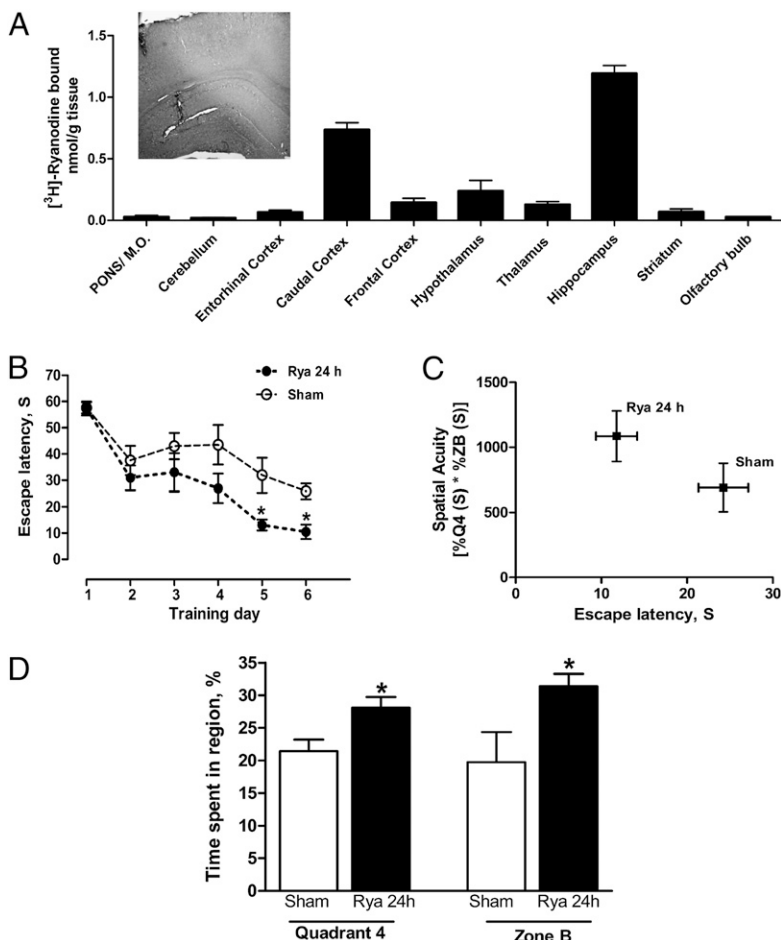 A
[³H]-Ryanodine bound
nmol/g tissue
1.5
1.0
0.5
0.0
PONS/ M.O.
Cerebellum
Entorhinal Cortex
Caudal Cortex
Frontal Cortex
Hypothalamus
Thalamus
Hippocampus
Striatum
Olfactory bulb
B
Escape latency, S
70
60
50
40
30
20
10
0
Rya 24 h
Sham
* *
1 2 3 4 5 6
Training day
C
Spatial Acuity
[%Q4 (S) * %ZB (S)]
1500
1000
500
0
Rya 24 h
Sham
0 10 20 30
Escape latency, S
D
Time spent in region, %
35
30
25
20
15
10
5
0
* *
Sham Rya 24h Sham Rya 24h
Quadrant 4 Zone B